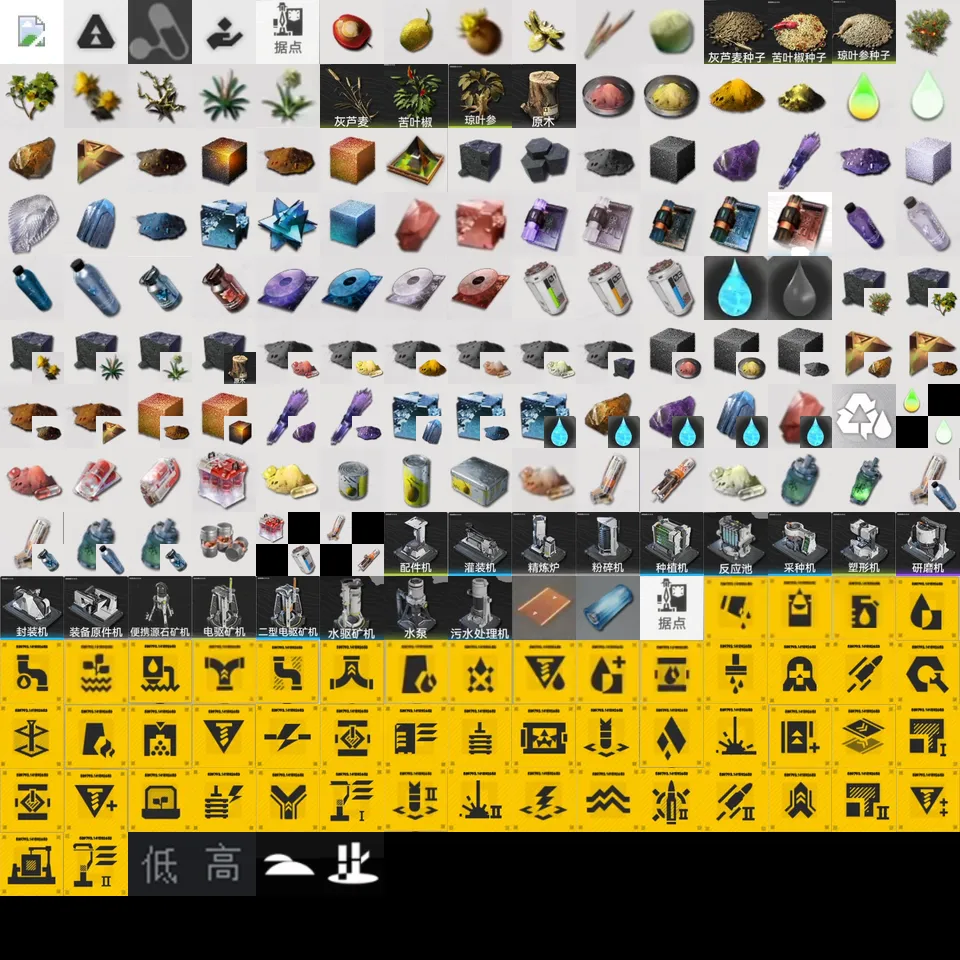 据点
灰芦麦种子
苦叶椒种子
琼叶参种子
灰芦麦
苦叶椒
琼叶参
原木
原木
配件机
灌装机
精炼炉
粉碎机
种植机
反应池
采种机
塑形机
研磨机
封装机
装备原件机
便携源石矿机
电驱矿机
二型电驱矿机
水驱矿机
水泵
污水处理机
据点
I
I
II
II
II
II
II
低
高